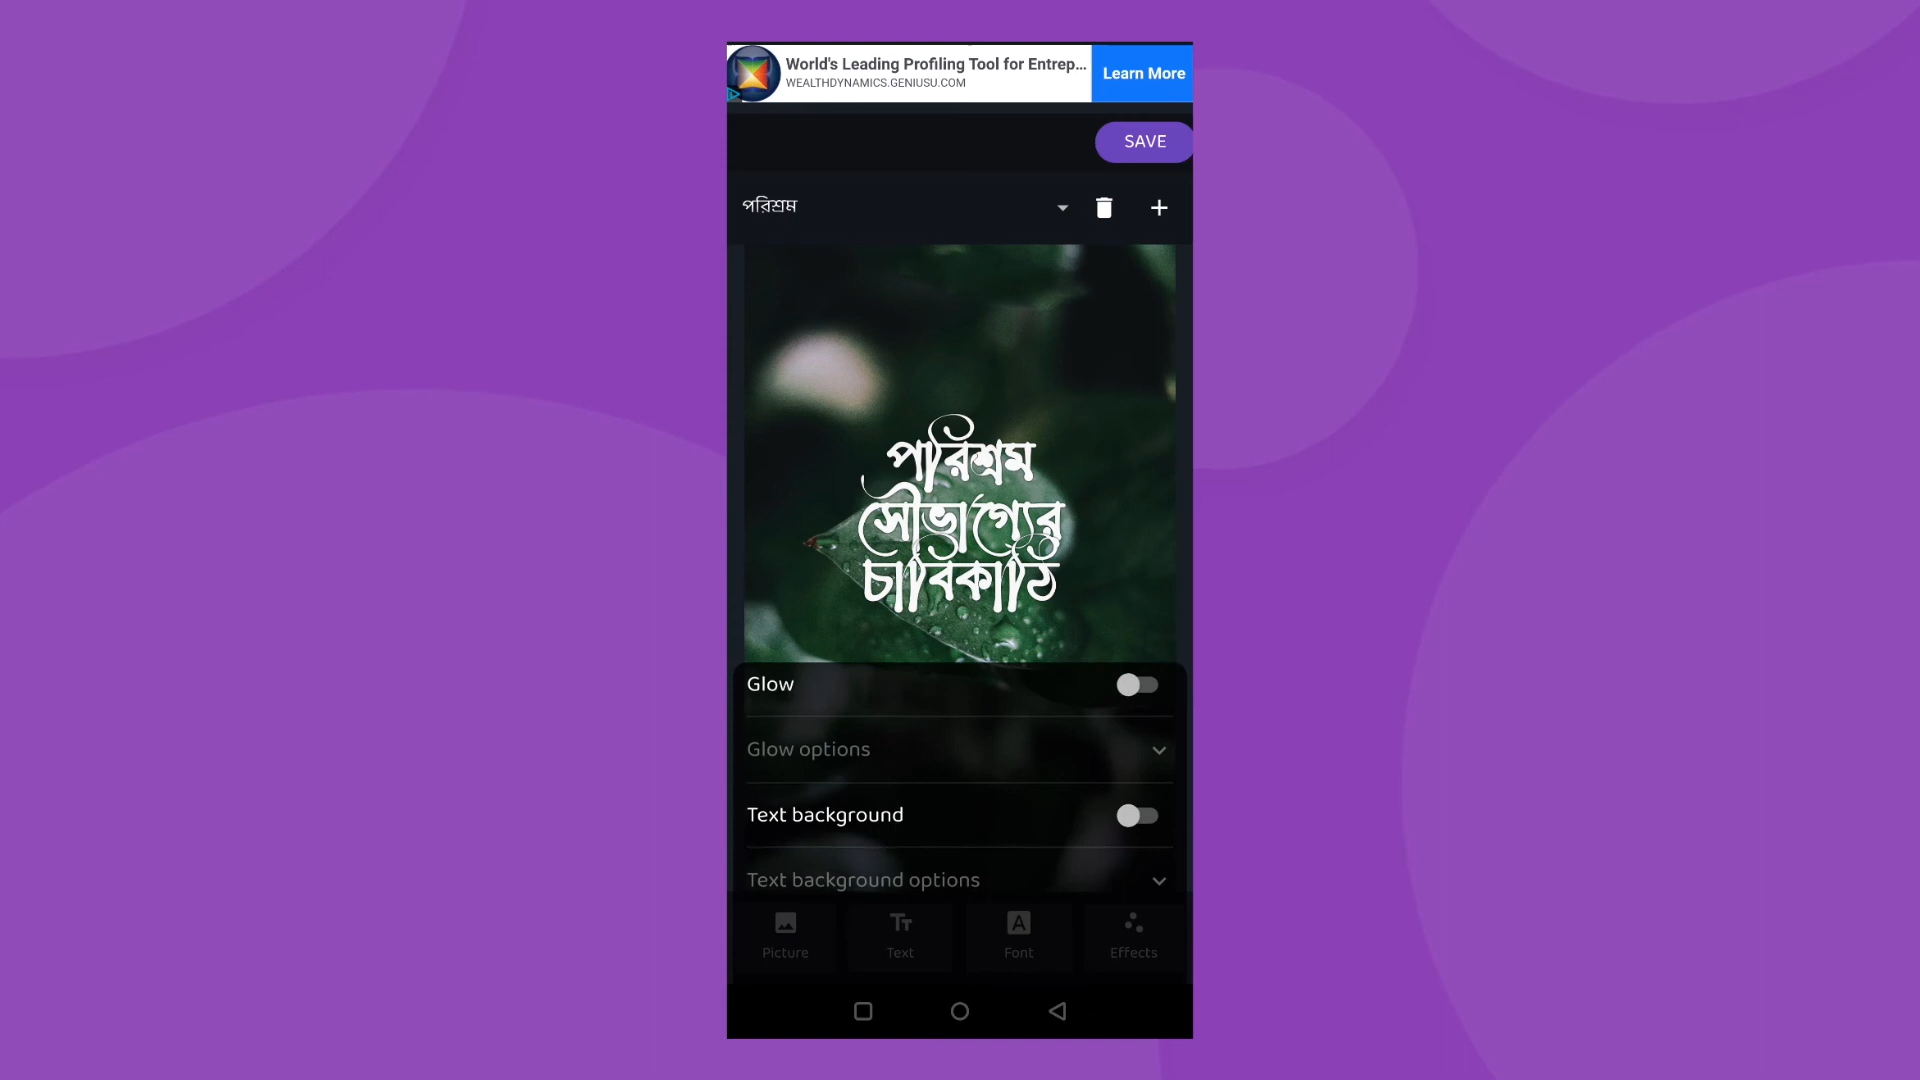 World's Leading Profiling Tool for Entrep...
WEALTHDYNAMICS.GENIUSU.COM
Learn More
SAVE
পরিশ্রম
পরিশ্রম
সৌভাগ্যের
চাবিকাঠি
Glow
Glow options
Text background
Text background options
Picture
Text
Font
Effects